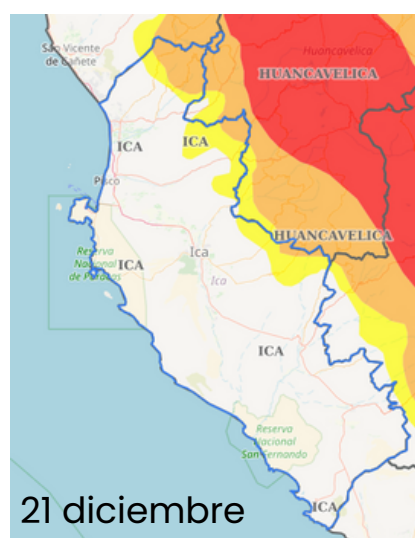 San Vicente
de Cañete
Huancavelica
HUANCAVELICA
ICA
ICA
Pisco
HUANCAVELICA
Ica
Reserva
Nacional
de Paracas
ICA
Ica
ICA
Reserva
Nacional
San Fernando
ICA
21 diciembre